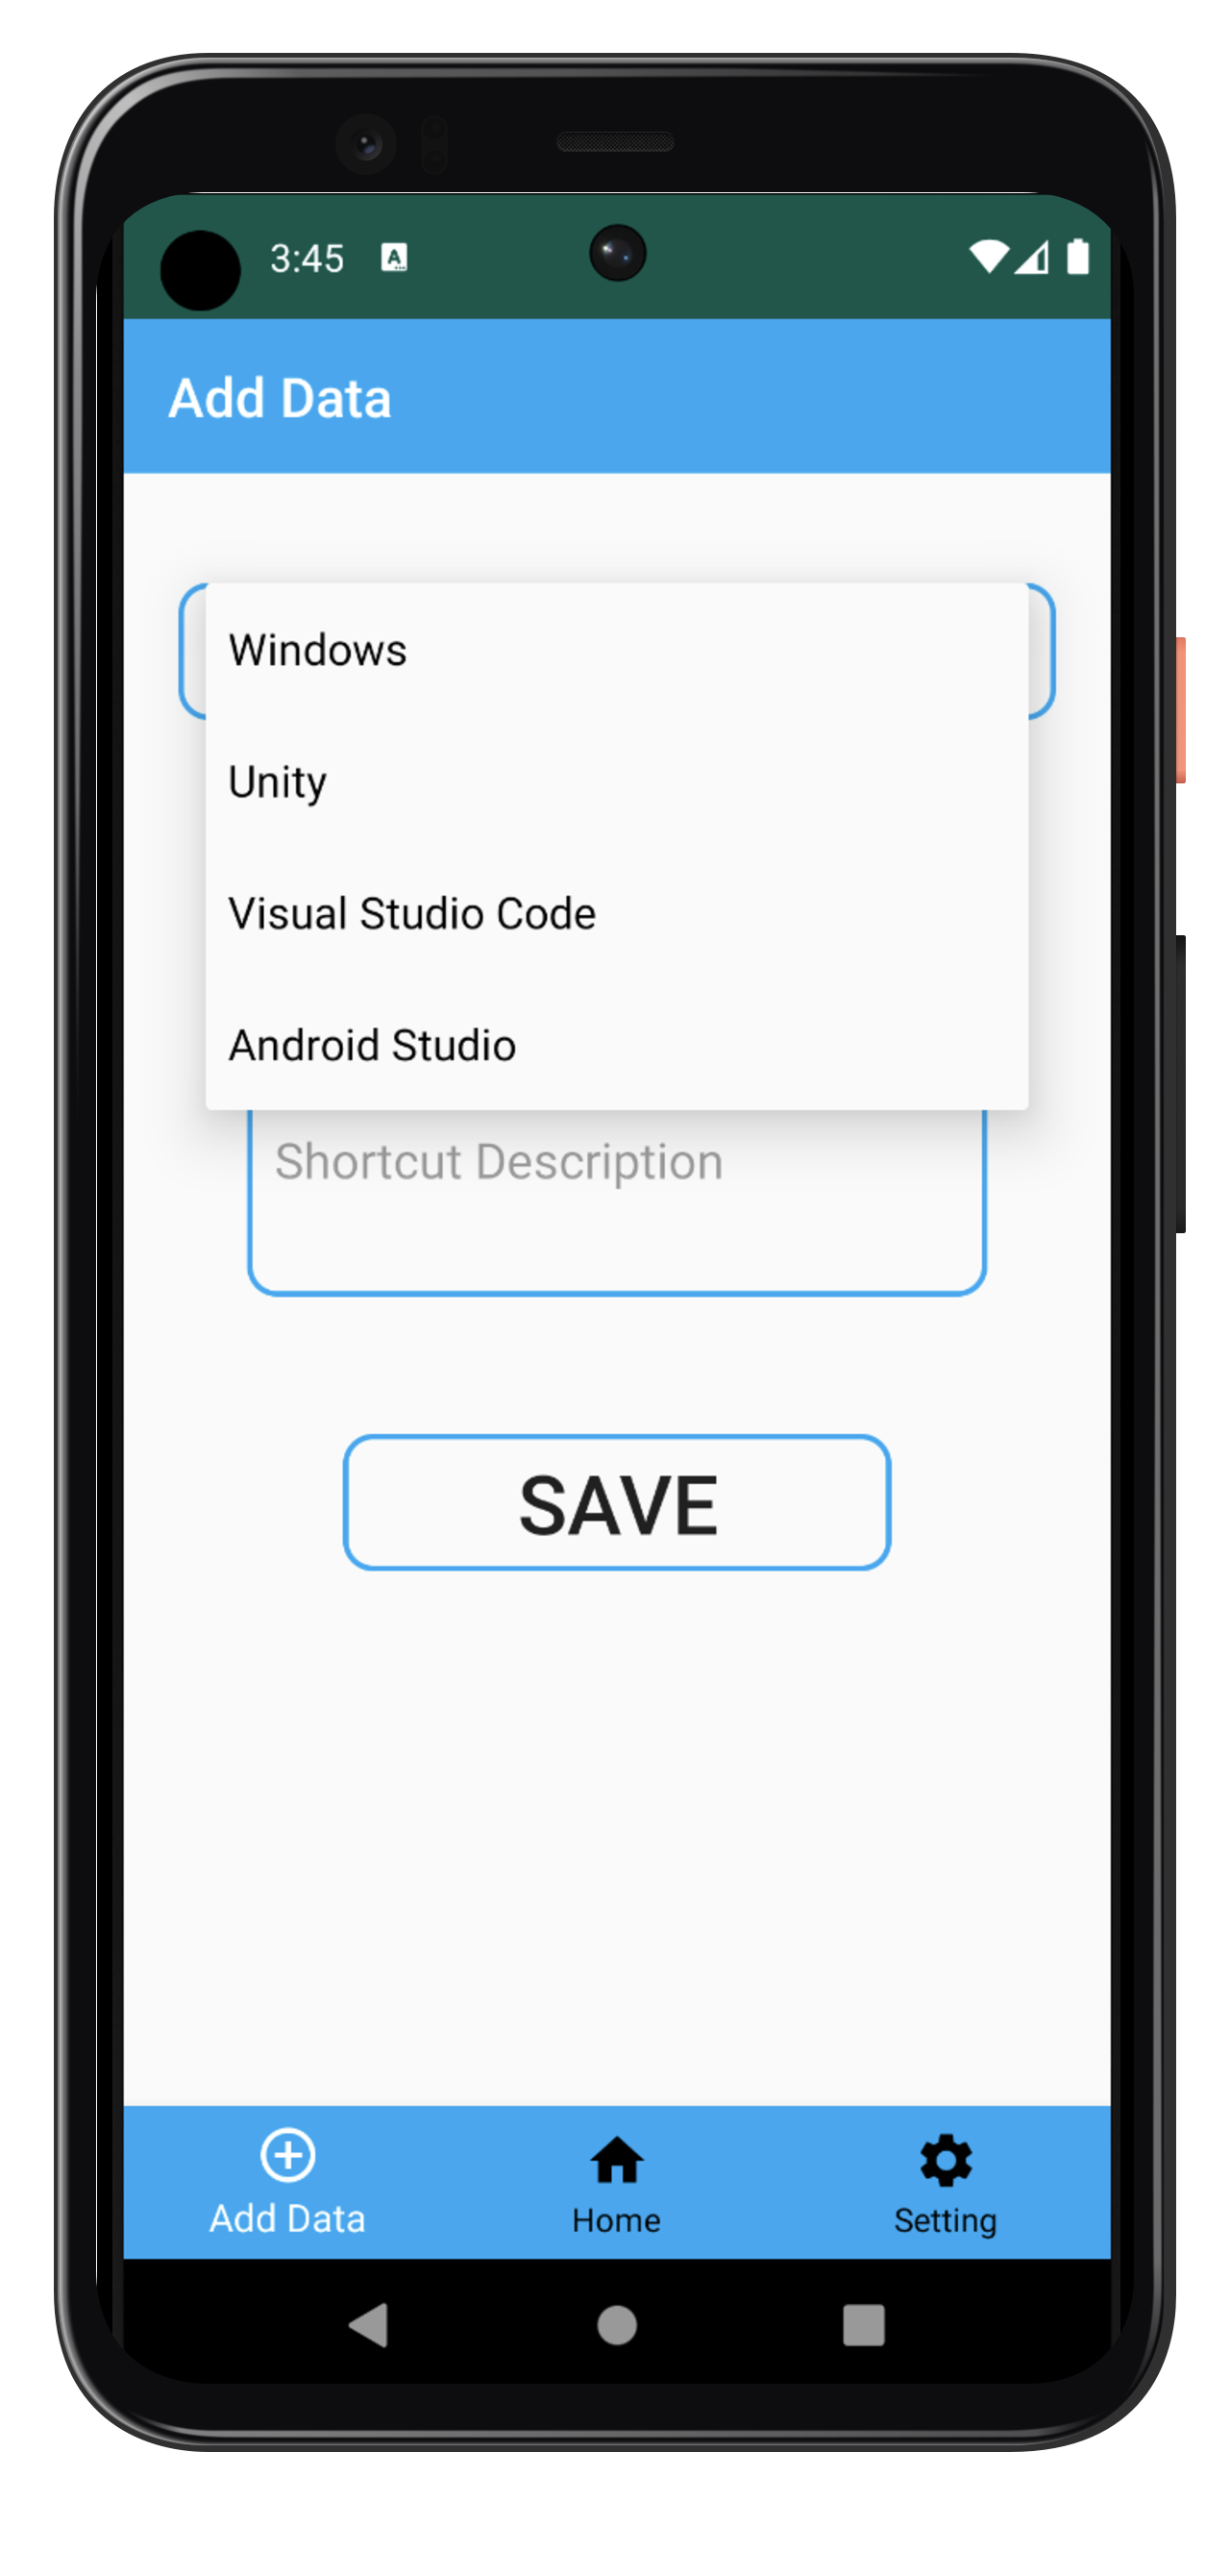 3:45
Add Data
Windows
Unity
Visual Studio Code
Android Studio
Shortcut Description
SAVE
Add Data
Home
Setting